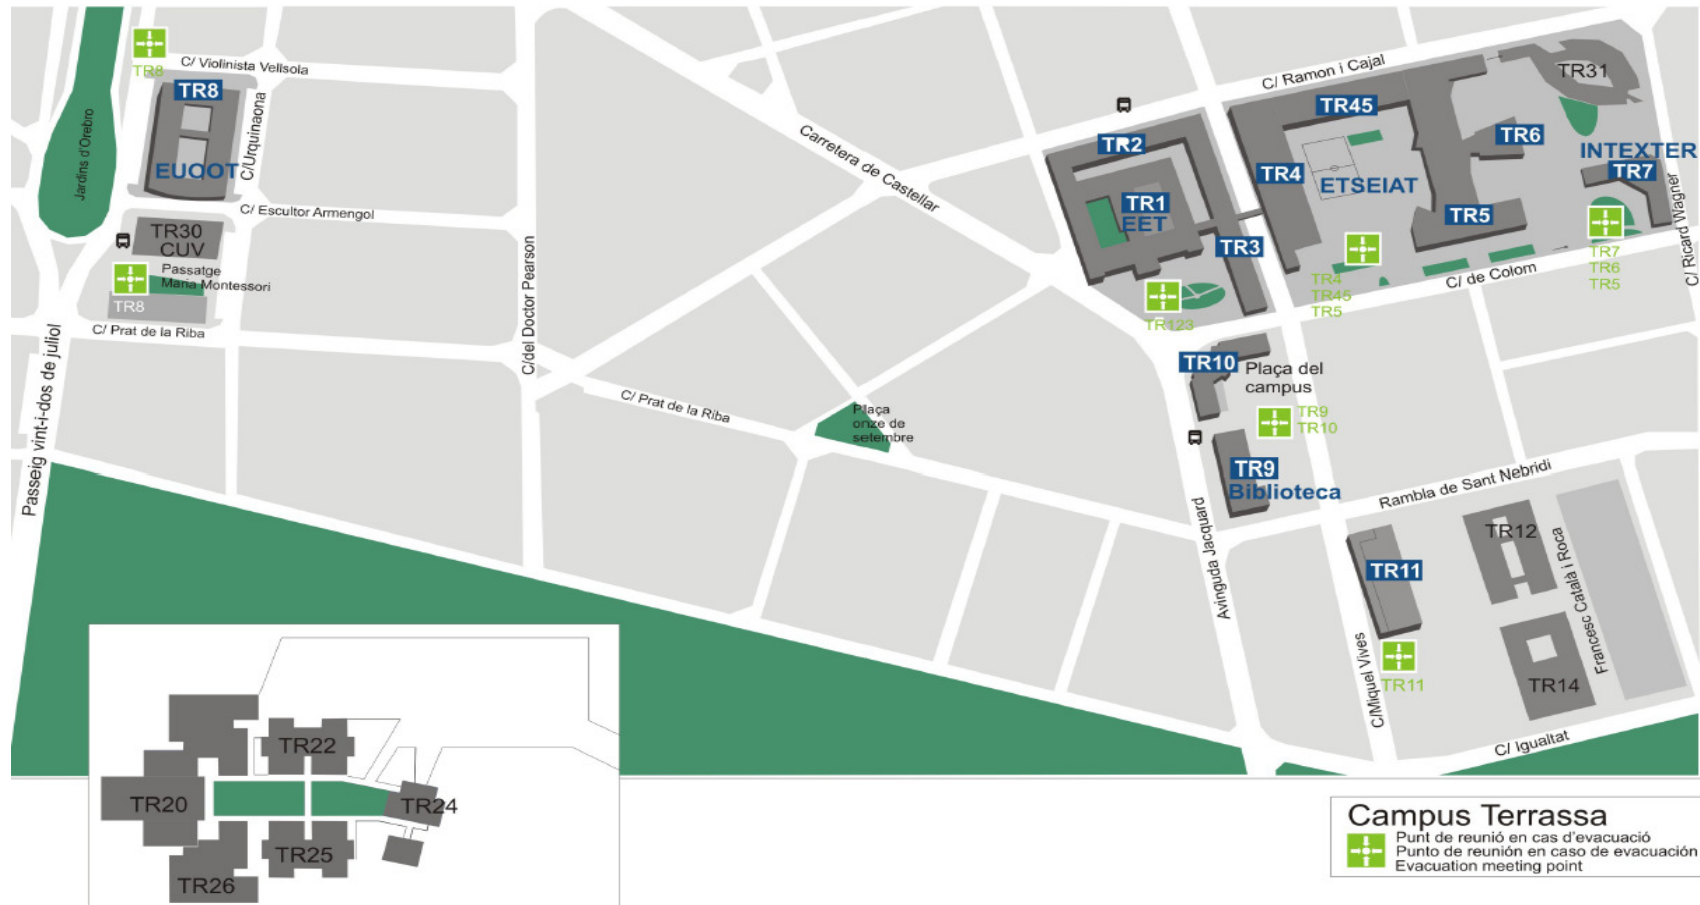 TR8
C/ Violinista Vellsola
TR8
Jardins d'Orebro
C/Urquinaona
EUOOT
C/ Escultor Armengol
TR30
CUV
Passatge
Maria Montessori
TR8
C/ Prat de la Riba
Passeig vint-i-dos de juliol
C/del Doctor Pearson
Carretera de Castellar
C/ Prat de la Riba
Plaça
onze de
setembre
C/ Ramon i Cajal
TR31
TR45
TR2
TR6
INTEXTER
TR7
TR4
ETSEIAT
TR1
EET
TR5
TR3
C/ Ricard Wagner
TR7
TR6
TR5
C/ de Colom
TR4
TR45
TR5
TR123
TR10
Plaça del
campus
TR9
TR10
TR9
Biblioteca
Rambla de Sant Nebridi
Avinguda Jacquard
TR12
Francesc Català i Roca
TR11
C/Miquel Vives
TR11
TR14
C/ Igualtat
TR22
TR20
TR24
TR25
TR26
Campus Terrassa
Punt de reunió en cas d'evacuació
Punto de reunión en caso de evacuación
Evacuation meeting point